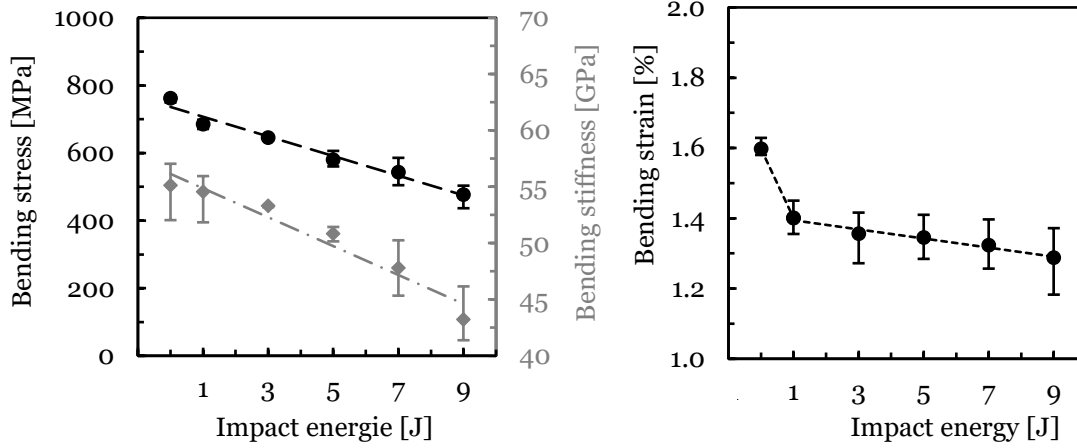 Bending stress [MPa]
1000
800
600
400
200
0
1 3 5 7 9
Impact energie [J]
70
65
60
55
50
45
40
Bending stiffness [GPa]
Bending strain [%]
2.0
1.8
1.6
1.4
1.2
1.0
1 3 5 7 9
Impact energy [J]